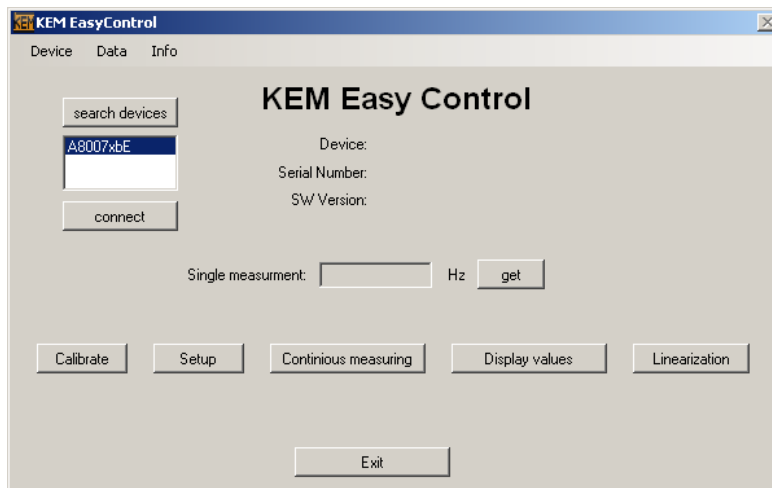 KEM KEM EasyControl
Device Data Info
KEM Easy Control
search devices
A8007xbE
connect
Device:
Serial Number:
SW Version:
Single measurment: Hz get
Calibrate Setup Continious measuring Display values Linearization
Exit